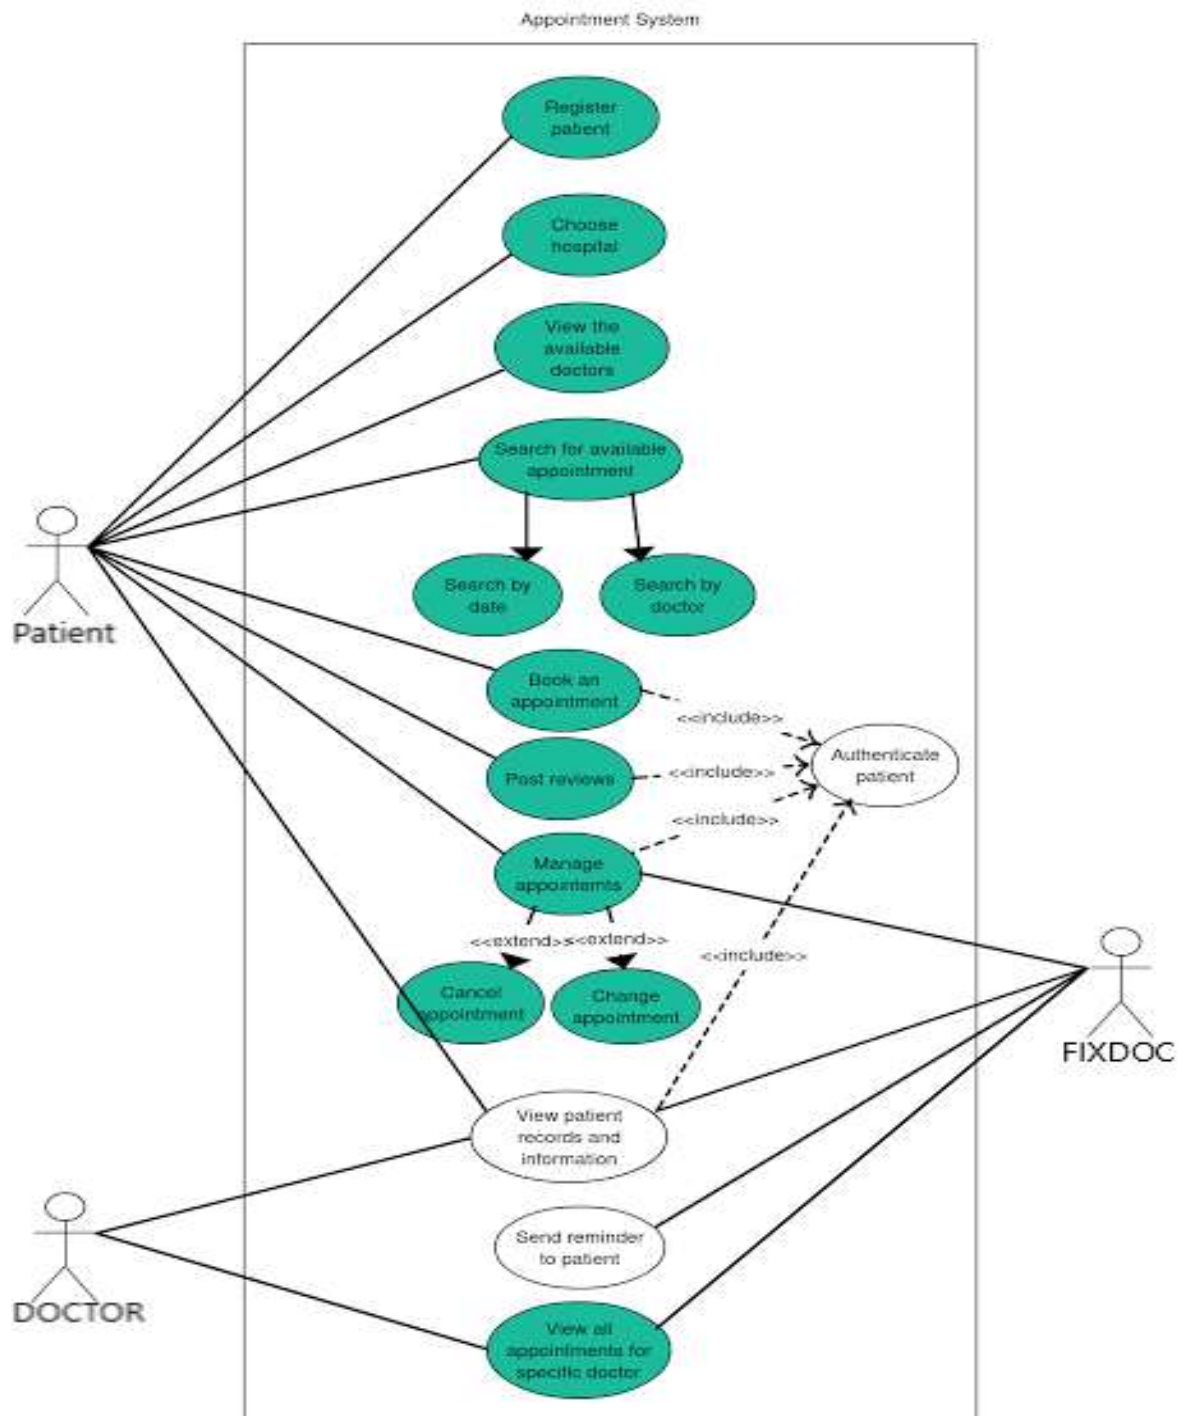 Appointment System
Register
patient
Choose
hospital
View the
available
doctors
Search for available
appointment
Search by
date
Search by
doctor
Patient
Book an
appointment
<<include>>
Authenticate
patient
Post reviews
<<include>>
<<include>>
Manage
appointemts
<<extend>>
<<extend>>
<<include>>
Cancel
appointment
Change
appointment
FIXDOC
View patient
records and
information
Send reminder
to patient
DOCTOR
View all
appointments for
specific doctor